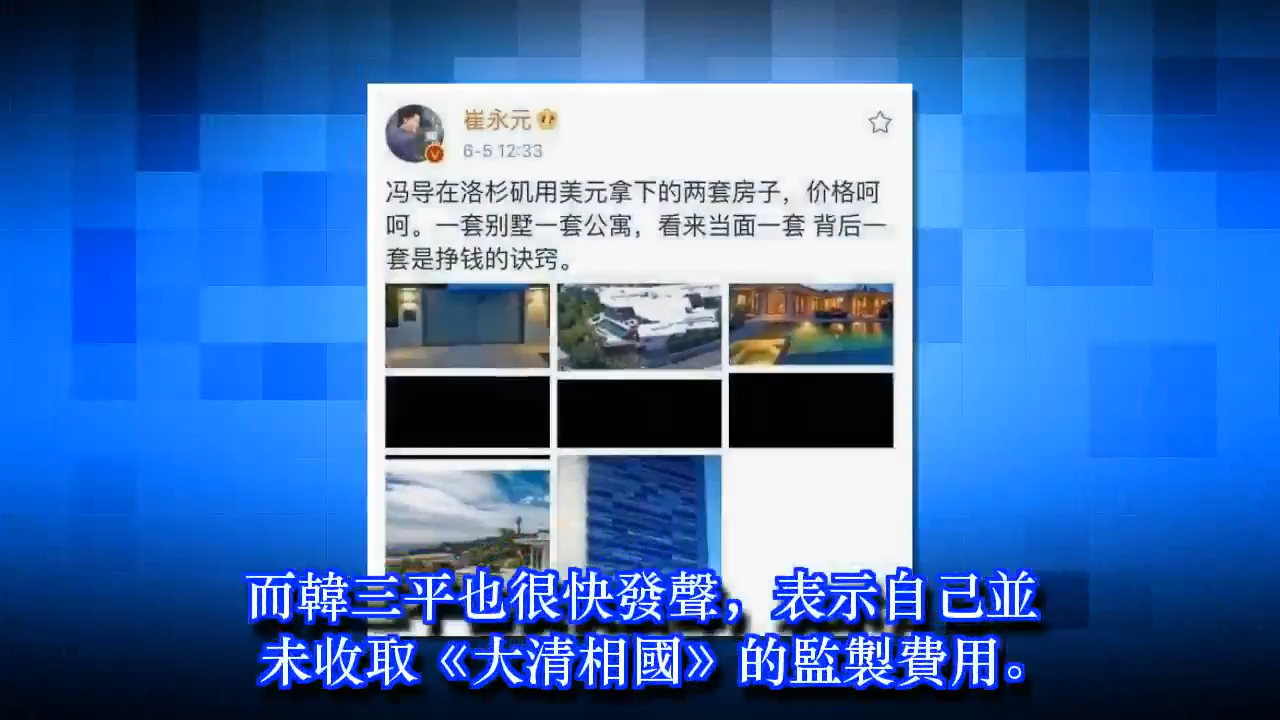 崔永元
6-5 12:33
冯导在洛杉矶用美元拿下的两套房子，价格呵
呵。一套别墅一套公寓，看来当面一套 背后一
套是挣钱的诀窍。
而韓三平也很快發聲，表示自己並
未收取《大清相國》的監製費用。